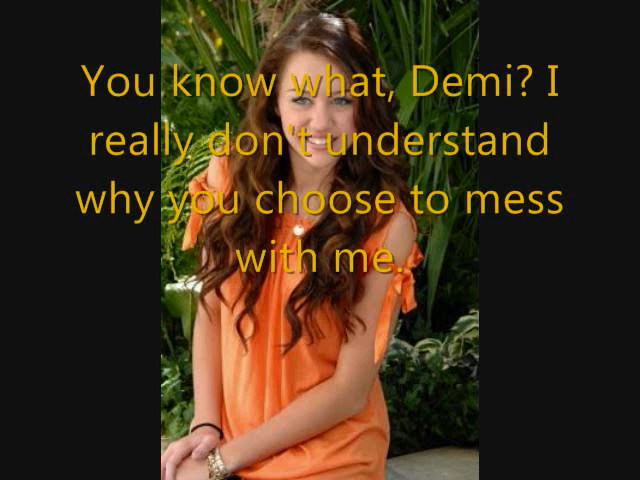 You know what, Demi? I
really don't understand
why you choose to mess
with me.